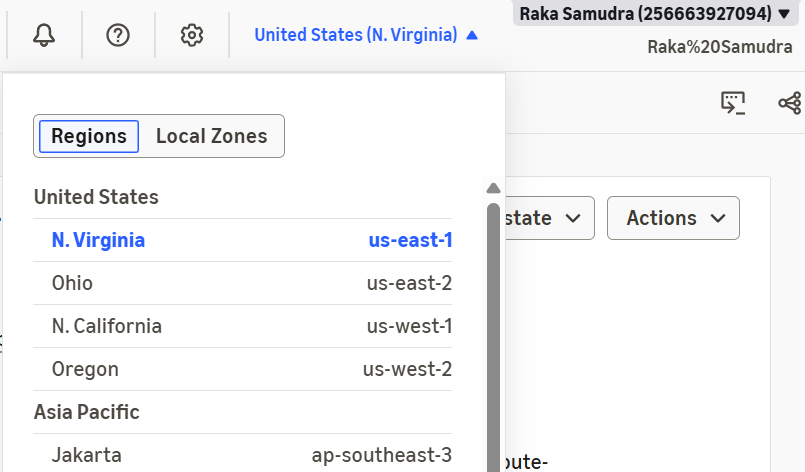 United States (N. Virginia)
Raka Samudra (256663927094)
Raka%20Samudra
Regions
Local Zones
United States
N. Virginia us-east-1
Ohio us-east-2
N. California us-west-1
Oregon us-west-2
Asia Pacific
Jakarta ap-southeast-3
state
Actions